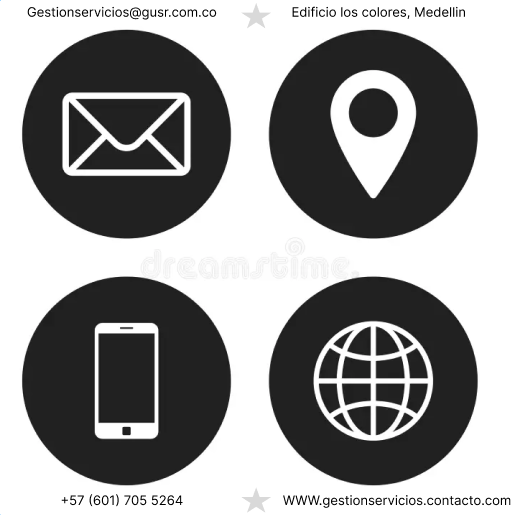 Gestionservicios@gusr.com.co
Edificio los colores, Medellin
dreamstime.
+57 (601) 705 5264
WWW.gestionservicios.contacto.com